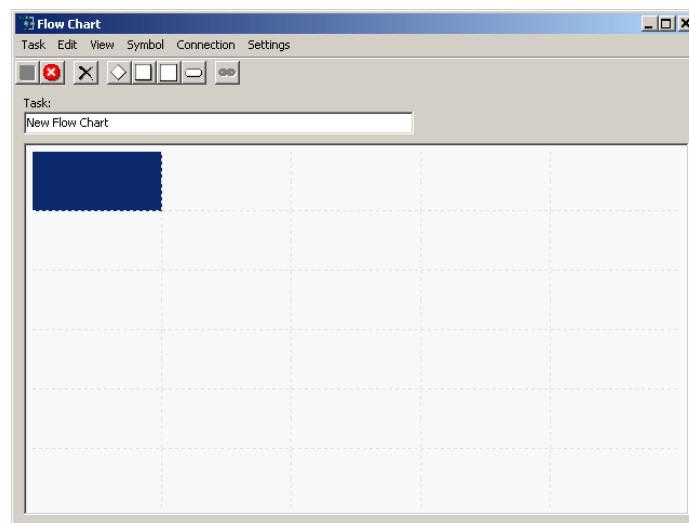 Flow Chart
Task Edit View Symbol Connection Settings
Task:
New Flow Chart